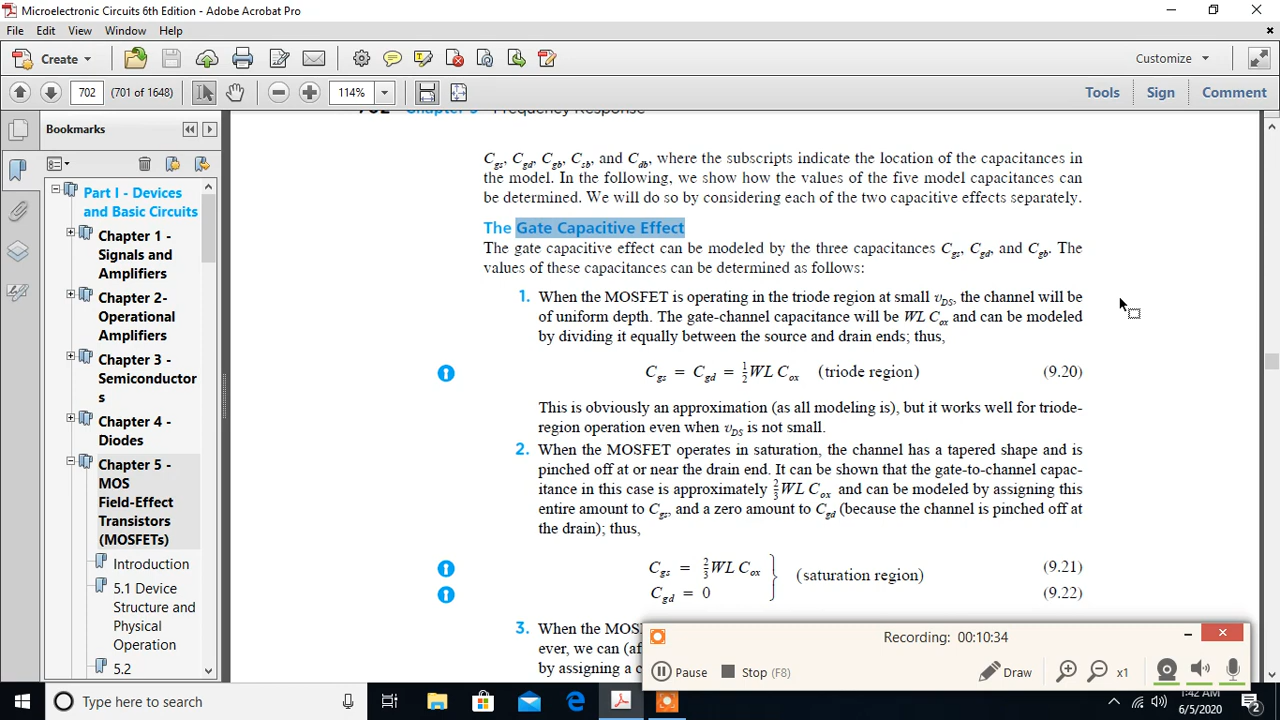 Microelectronic Circuits 6th Edition - Adobe Acrobat Pro
File Edit View Window Help
Create Customize
702 (701 of 1648) 114% Tools Sign Comment
Bookmarks
Part I - Devices
and Basic Circuits
Chapter 1 -
Signals and
Amplifiers
Chapter 2-
Operational
Amplifiers
Chapter 3 -
Semiconductor
s
Chapter 4 -
Diodes
Chapter 5 -
MOS
Field-Effect
Transistors
(MOSFETs)
Introduction
5.1 Device
Structure and
Physical
Operation
5.2
702 Chapter 9 Frequency Response
Cgs, Cgd, Cgb, Csb, and Cdb, where the subscripts indicate the location of the capacitances in
the model. In the following, we show how the values of the five model capacitances can
be determined. We will do so by considering each of the two capacitive effects separately.
The Gate Capacitive Effect
The gate capacitive effect can be modeled by the three capacitances Cgs, Cgd, and Cgb. The
values of these capacitances can be determined as follows:
1. When the MOSFET is operating in the triode region at small vDS, the channel will be
of uniform depth. The gate-channel capacitance will be WL Cox and can be modeled
by dividing it equally between the source and drain ends; thus,
Cgs = Cgd = 1/2 WL Cox (triode region) (9.20)
This is obviously an approximation (as all modeling is), but it works well for triode-
region operation even when vDS is not small.
2. When the MOSFET operates in saturation, the channel has a tapered shape and is
pinched off at or near the drain end. It can be shown that the gate-to-channel capac-
itance in this case is approximately 2/3 WL Cox and can be modeled by assigning this
entire amount to Cgs, and a zero amount to Cgd (because the channel is pinched off at
the drain); thus,
Cgs = 2/3 WL Cox (9.21)
(saturation region)
Cgd = 0 (9.22)
3. When the MOS
ever, we can (af
by assigning a c
Recording: 00:10:34
Pause Stop (F8) Draw x1
Type here to search
1:42 AM
6/5/2020
2